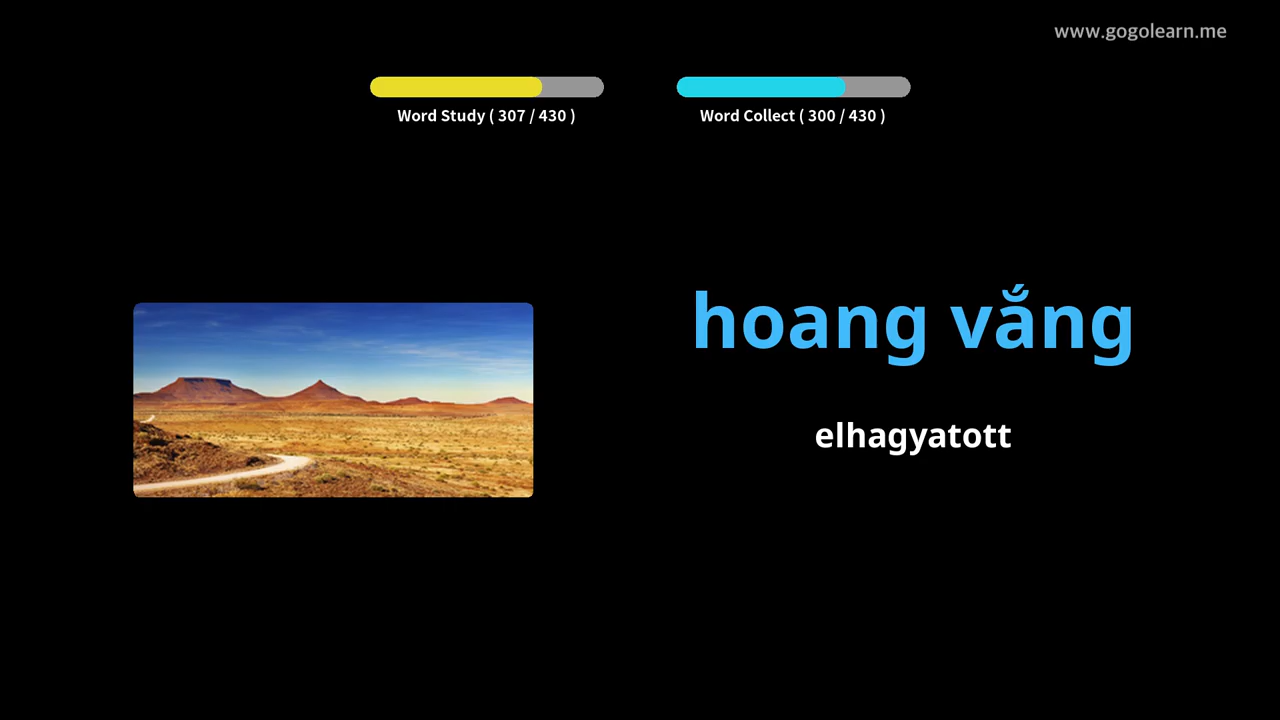 www.gogolearn.me
Word Study ( 307 / 430 )
Word Collect ( 300 / 430 )
hoang vắng
elhagyatott